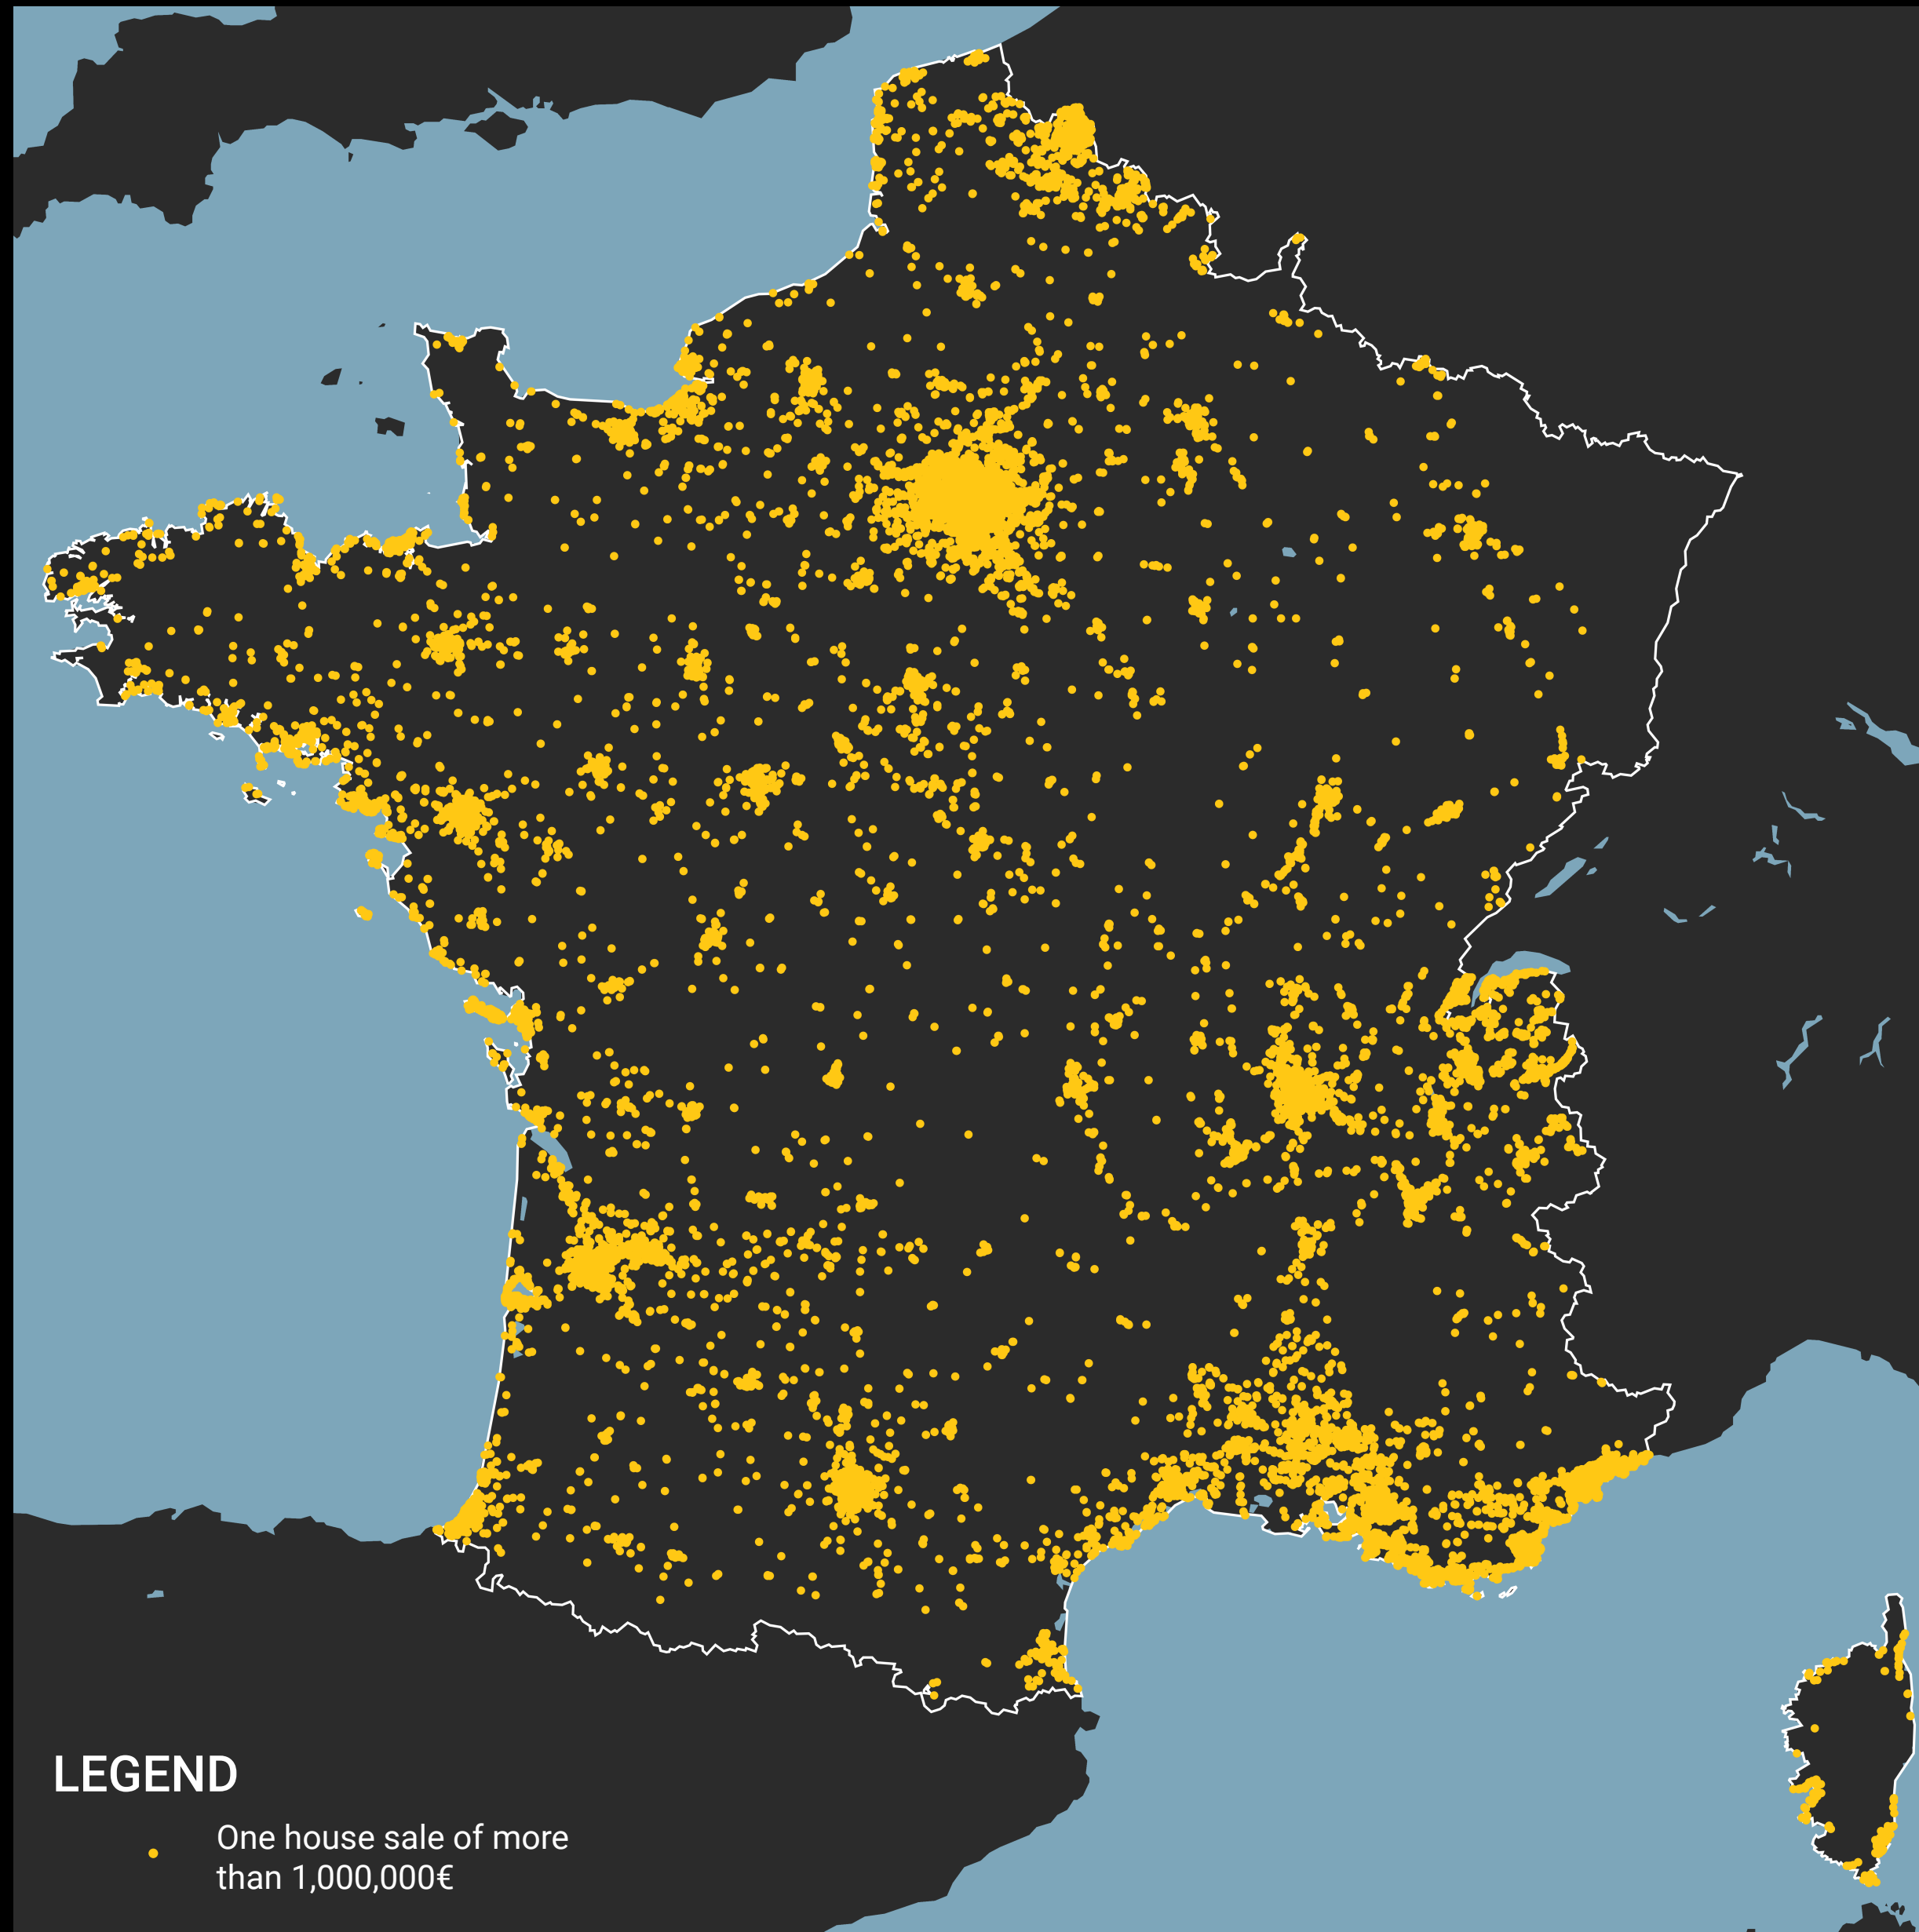 LEGEND
One house sale of more
than 1,000,000€